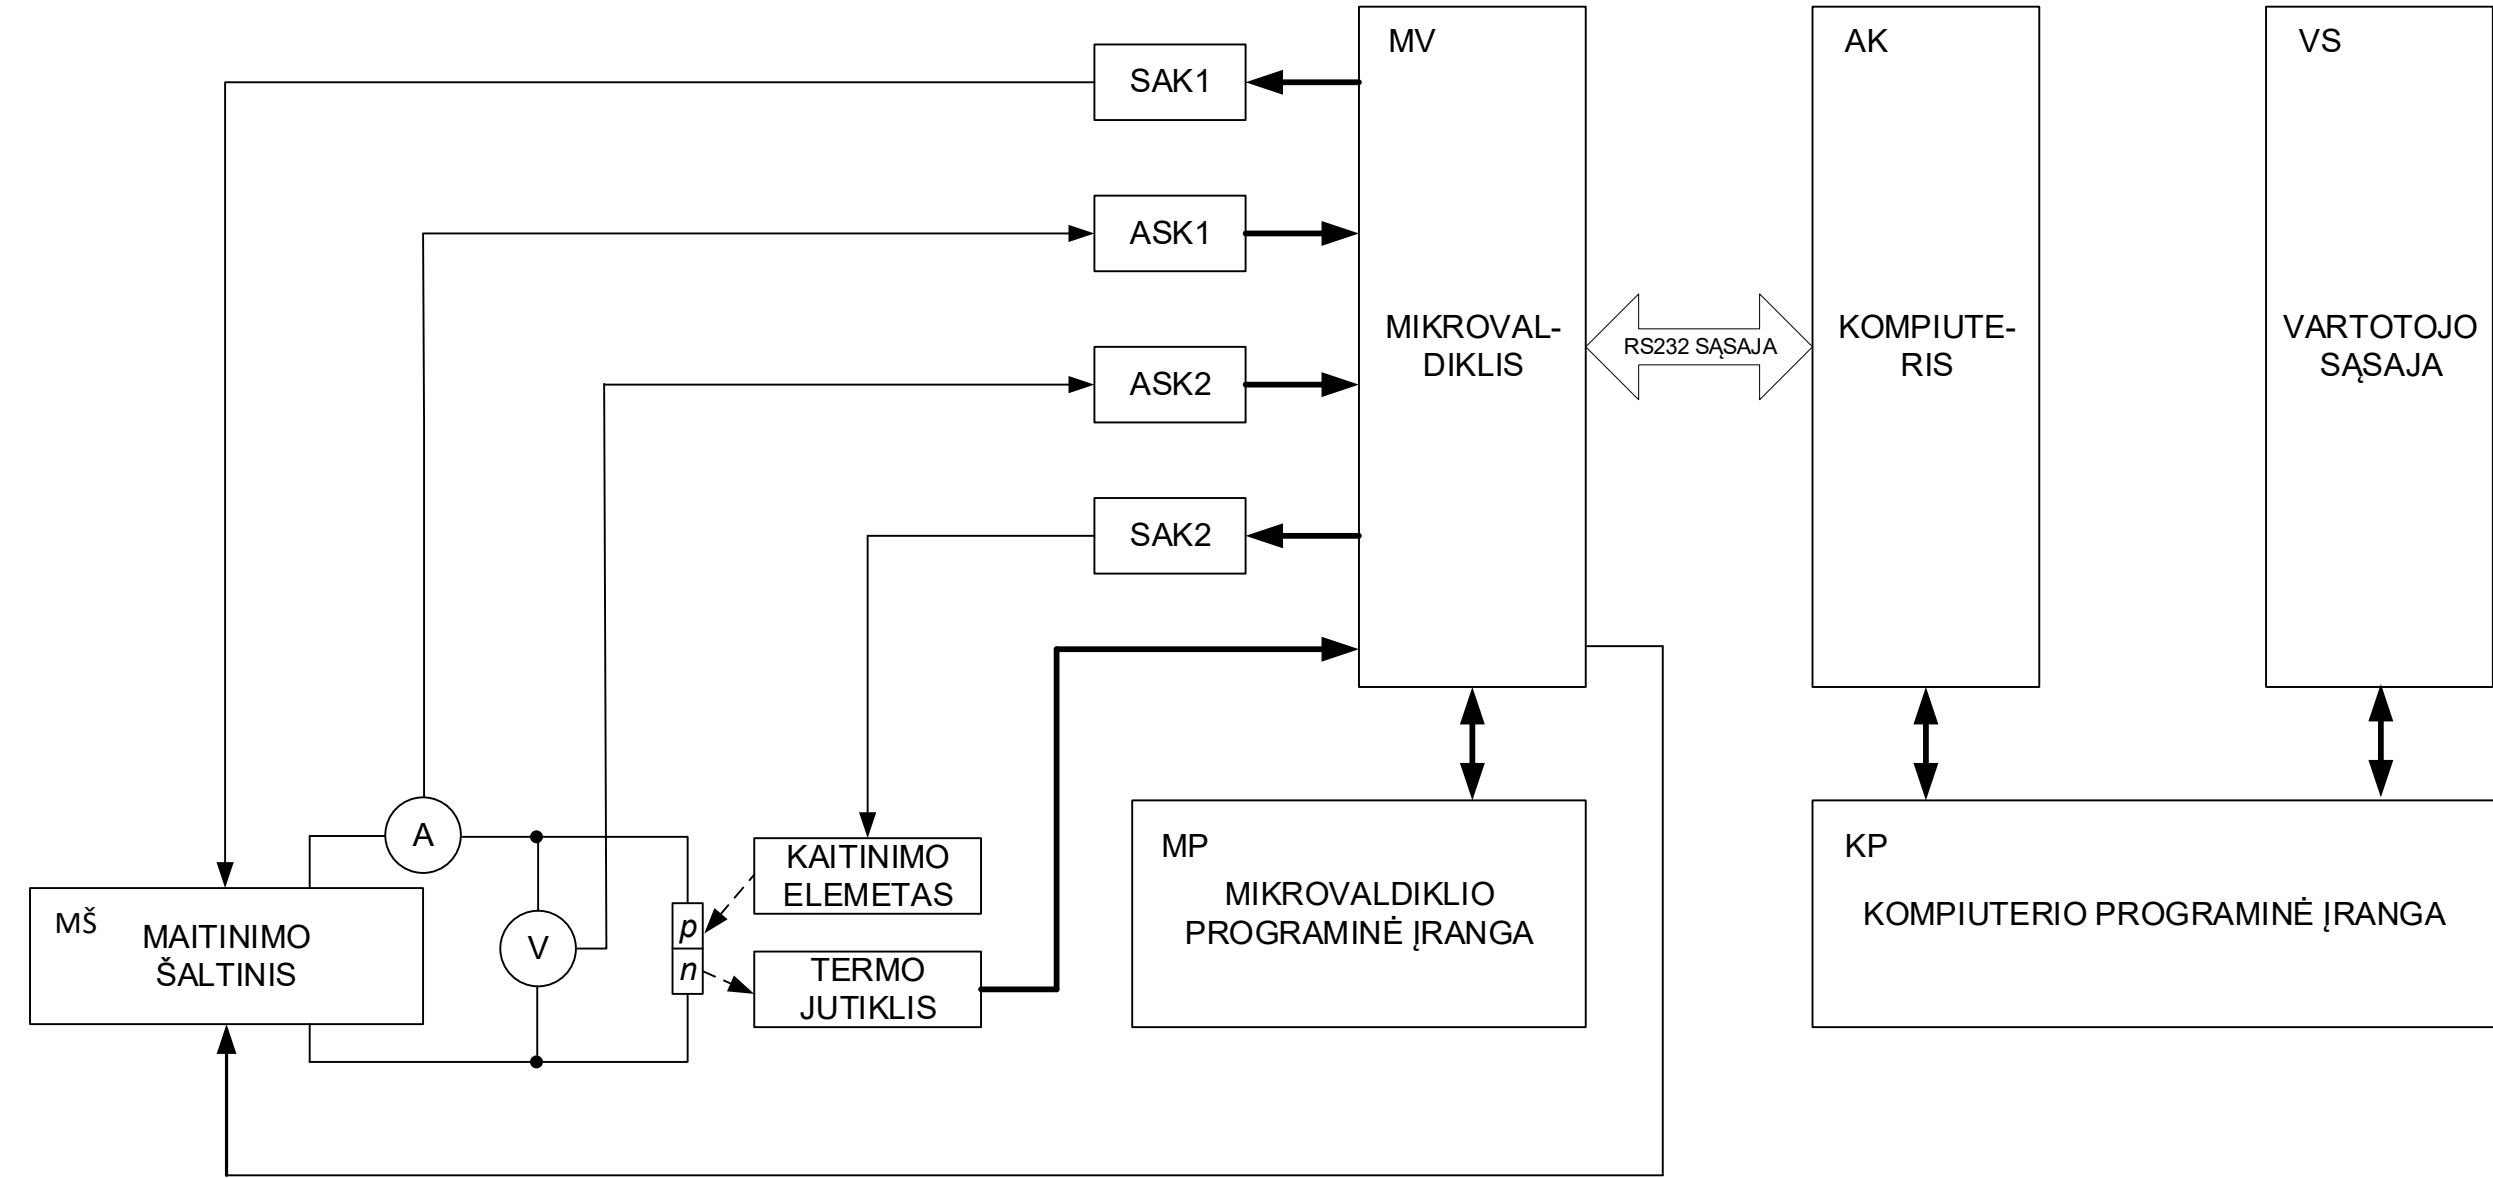 MV
AK
VS
SAK1
ASK1
MIKROVAL-
DIKLIS
RS232 SĄSAJA
KOMPIUTE-
RIS
VARTOTOJO
SĄSAJA
ASK2
SAK2
A
KAITINIMO
ELEMETAS
MP
MIKROVALDIKLIO
PROGRAMINĖ ĮRANGA
KP
KOMPIUTERIO PROGRAMINĖ ĮRANGA
MŠ
MAITINIMO
ŠALTINIS
V
p
n
TERMO
JUTIKLIS